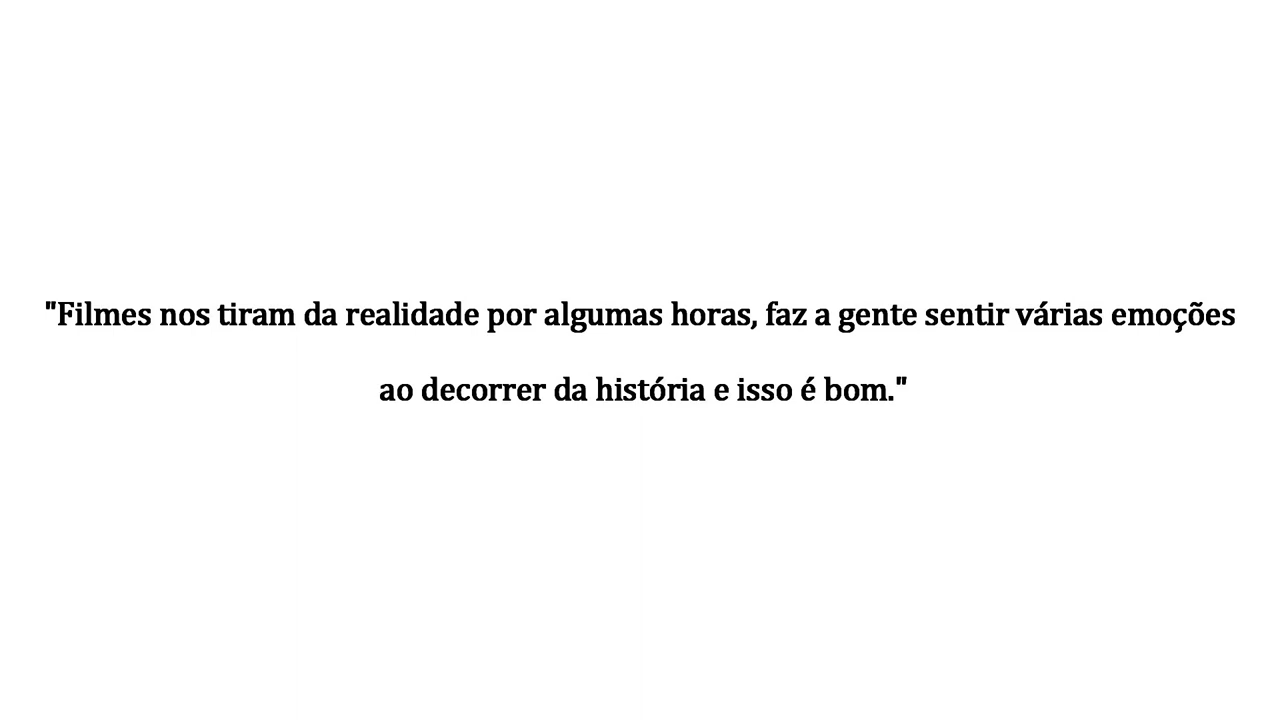 "Filmes nos tiram da realidade por algumas horas, faz a gente sentir várias emoções
ao decorrer da história e isso é bom."